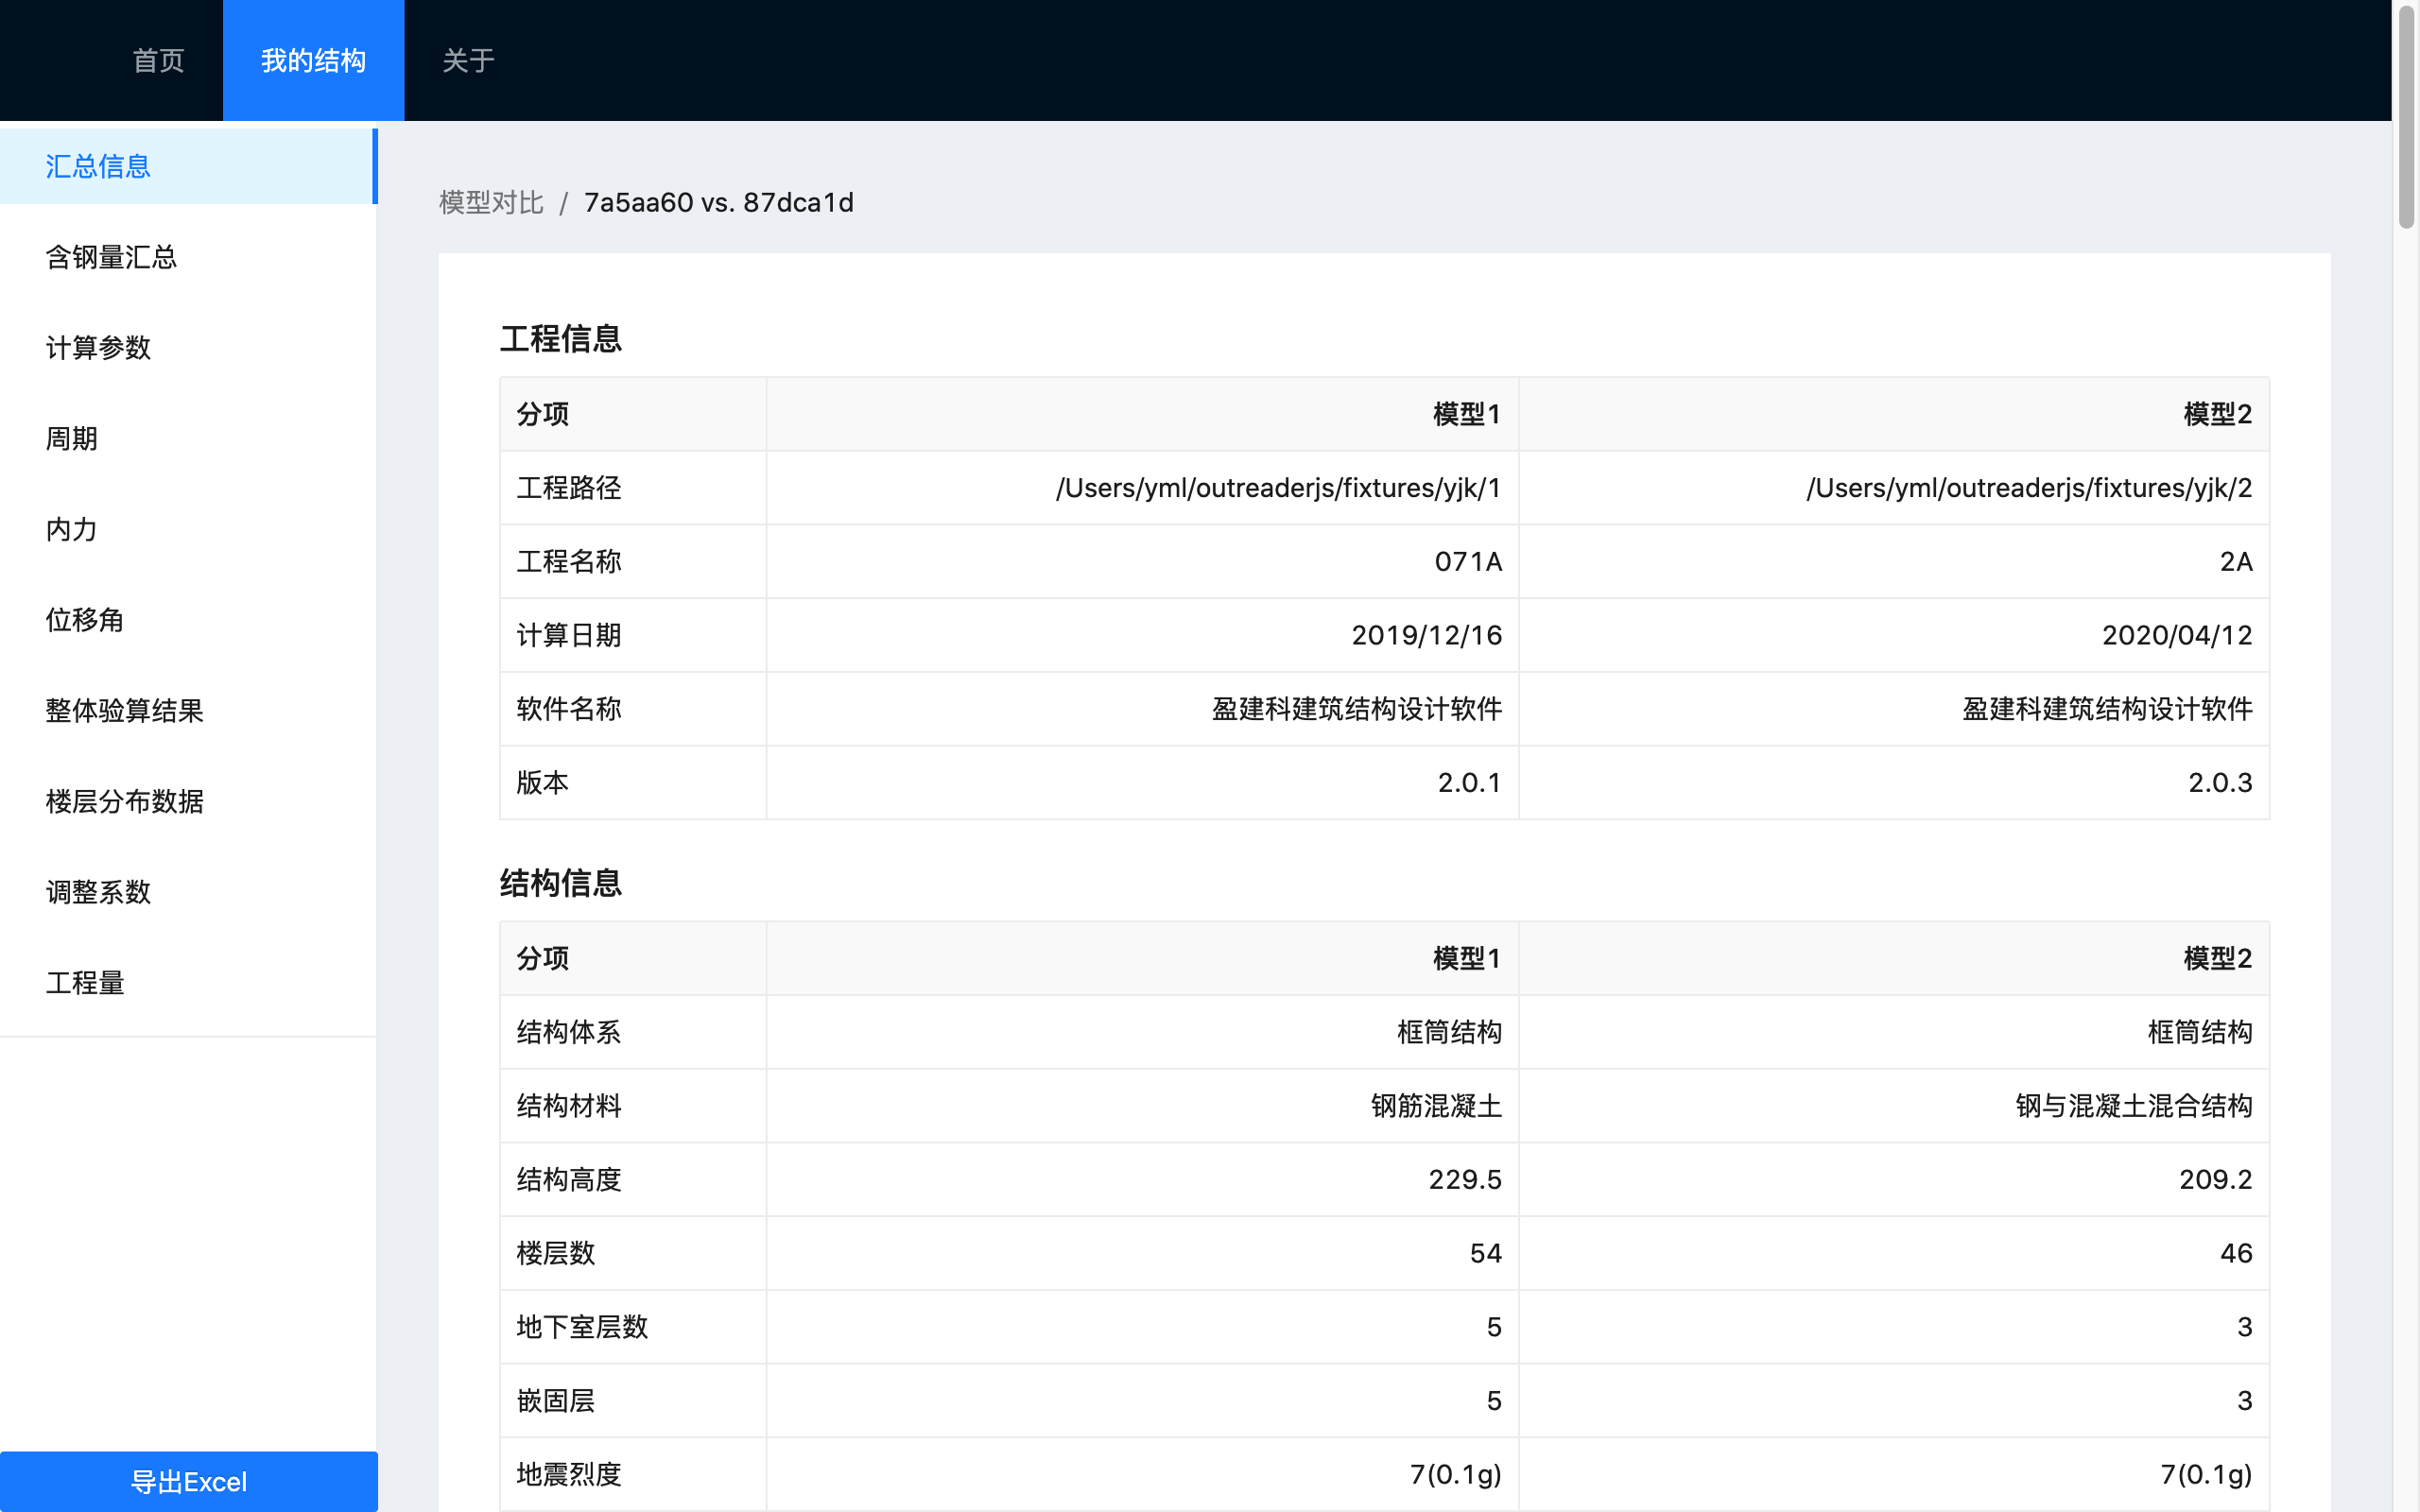 首页 我的结构 关于
汇总信息
含钢量汇总
计算参数
周期
内力
位移角
整体验算结果
楼层分布数据
调整系数
工程量
导出Excel
模型对比 / 7a5aa60 vs. 87dca1d
工程信息
分项 模型1 模型2
工程路径 /Users/yml/outreaderjs/fixtures/yjk/1 /Users/yml/outreaderjs/fixtures/yjk/2
工程名称 071A 2A
计算日期 2019/12/16 2020/04/12
软件名称 盈建科建筑结构设计软件 盈建科建筑结构设计软件
版本 2.0.1 2.0.3
结构信息
分项 模型1 模型2
结构体系 框筒结构 框筒结构
结构材料 钢筋混凝土 钢与混凝土混合结构
结构高度 229.5 209.2
楼层数 54 46
地下室层数 5 3
嵌固层 5 3
地震烈度 7(0.1g) 7(0.1g)